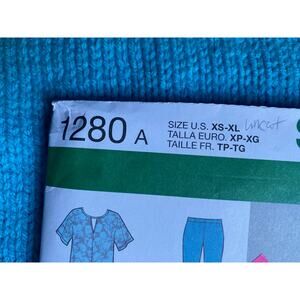 1280 A
SIZE U.S. XS-XL uncut
TALLA EURO. XP-XG
TAILLE FR. TP-TG
S